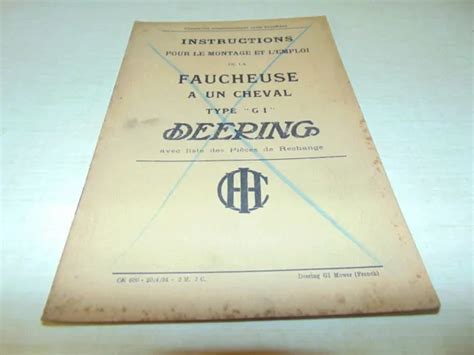 INSTRUCTIONS
POUR LE MONTAGE ET L'EMPLOI
DE LA
FAUCHEUSE
A UN CHEVAL
TYPE "G1"
DEERING
avec liste des Pièces de Rechange
IHC
Deering G1 Mower (French)